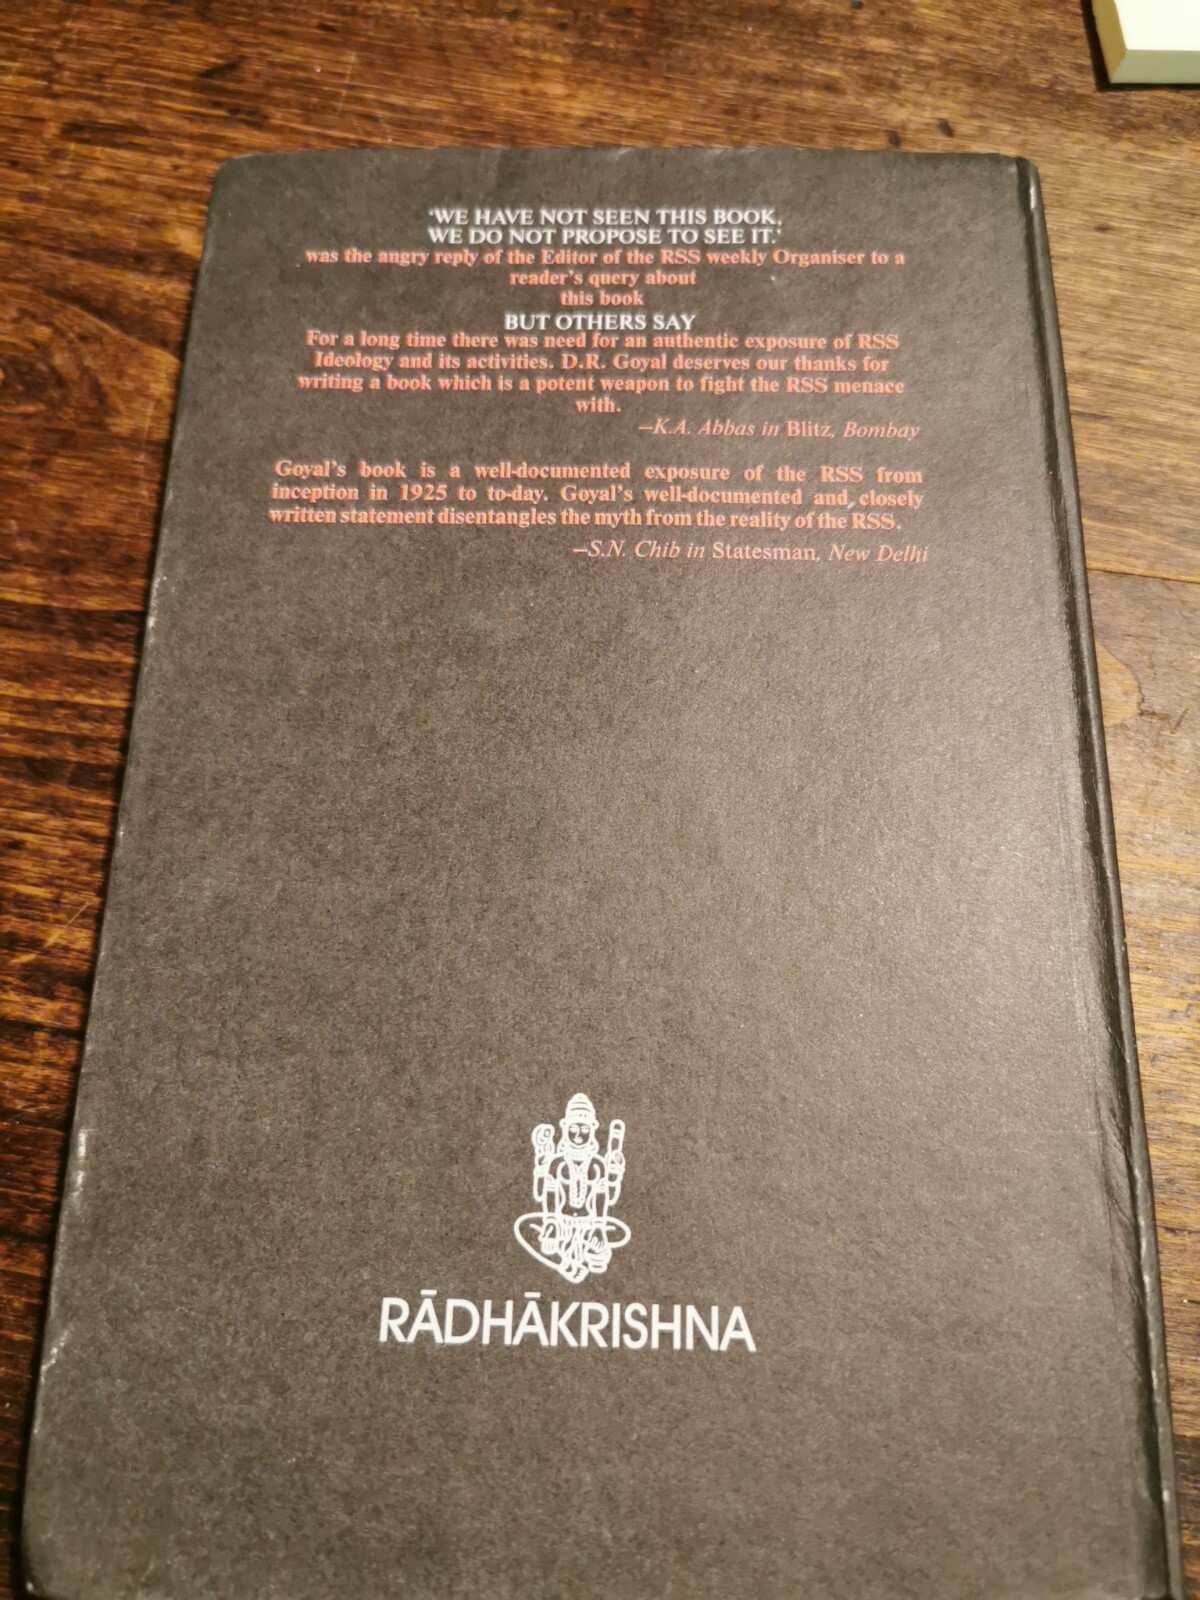 'WE HAVE NOT SEEN THIS BOOK,
WE DO NOT PROPOSE TO SEE IT.'
was the angry reply of the Editor of the RSS weekly Organiser to a
reader's query about
this book
BUT OTHERS SAY
For a long time there was need for an authentic exposure of RSS
Ideology and its activities. D.R. Goyal deserves our thanks for
writing a book which is a potent weapon to fight the RSS menace
with.
–K.A. Abbas in Blitz, Bombay
Goyal's book is a well-documented exposure of the RSS from
inception in 1925 to to-day. Goyal's well-documented and closely
written statement disentangles the myth from the reality of the RSS.
–S.N. Chib in Statesman, New Delhi
RĀDHĀKRISHNA